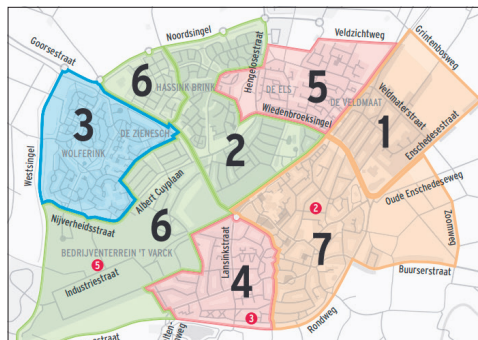 Noordsingel
Veldzichtweg
Goorsestraat
Hengelosestraat
Grintenbosweg
6
HASSINK-BRINK
DE ELS
5
DE VELDMAAT
Veldmaterstraat
3
DE ZIENESCH
WOLFERINK
2
Wiedenbroeksingel
1
Enschedesestraat
Westsingel
Albert Cuyplaan
Oude Enschedeseweg
Nijverheidsstraat
6
2
Zoomweg
BEDRIJVENTERREIN 'T VARCK
Lansinkstraat
7
5
Industriestraat
4
Buurserstraat
3
Rondweg